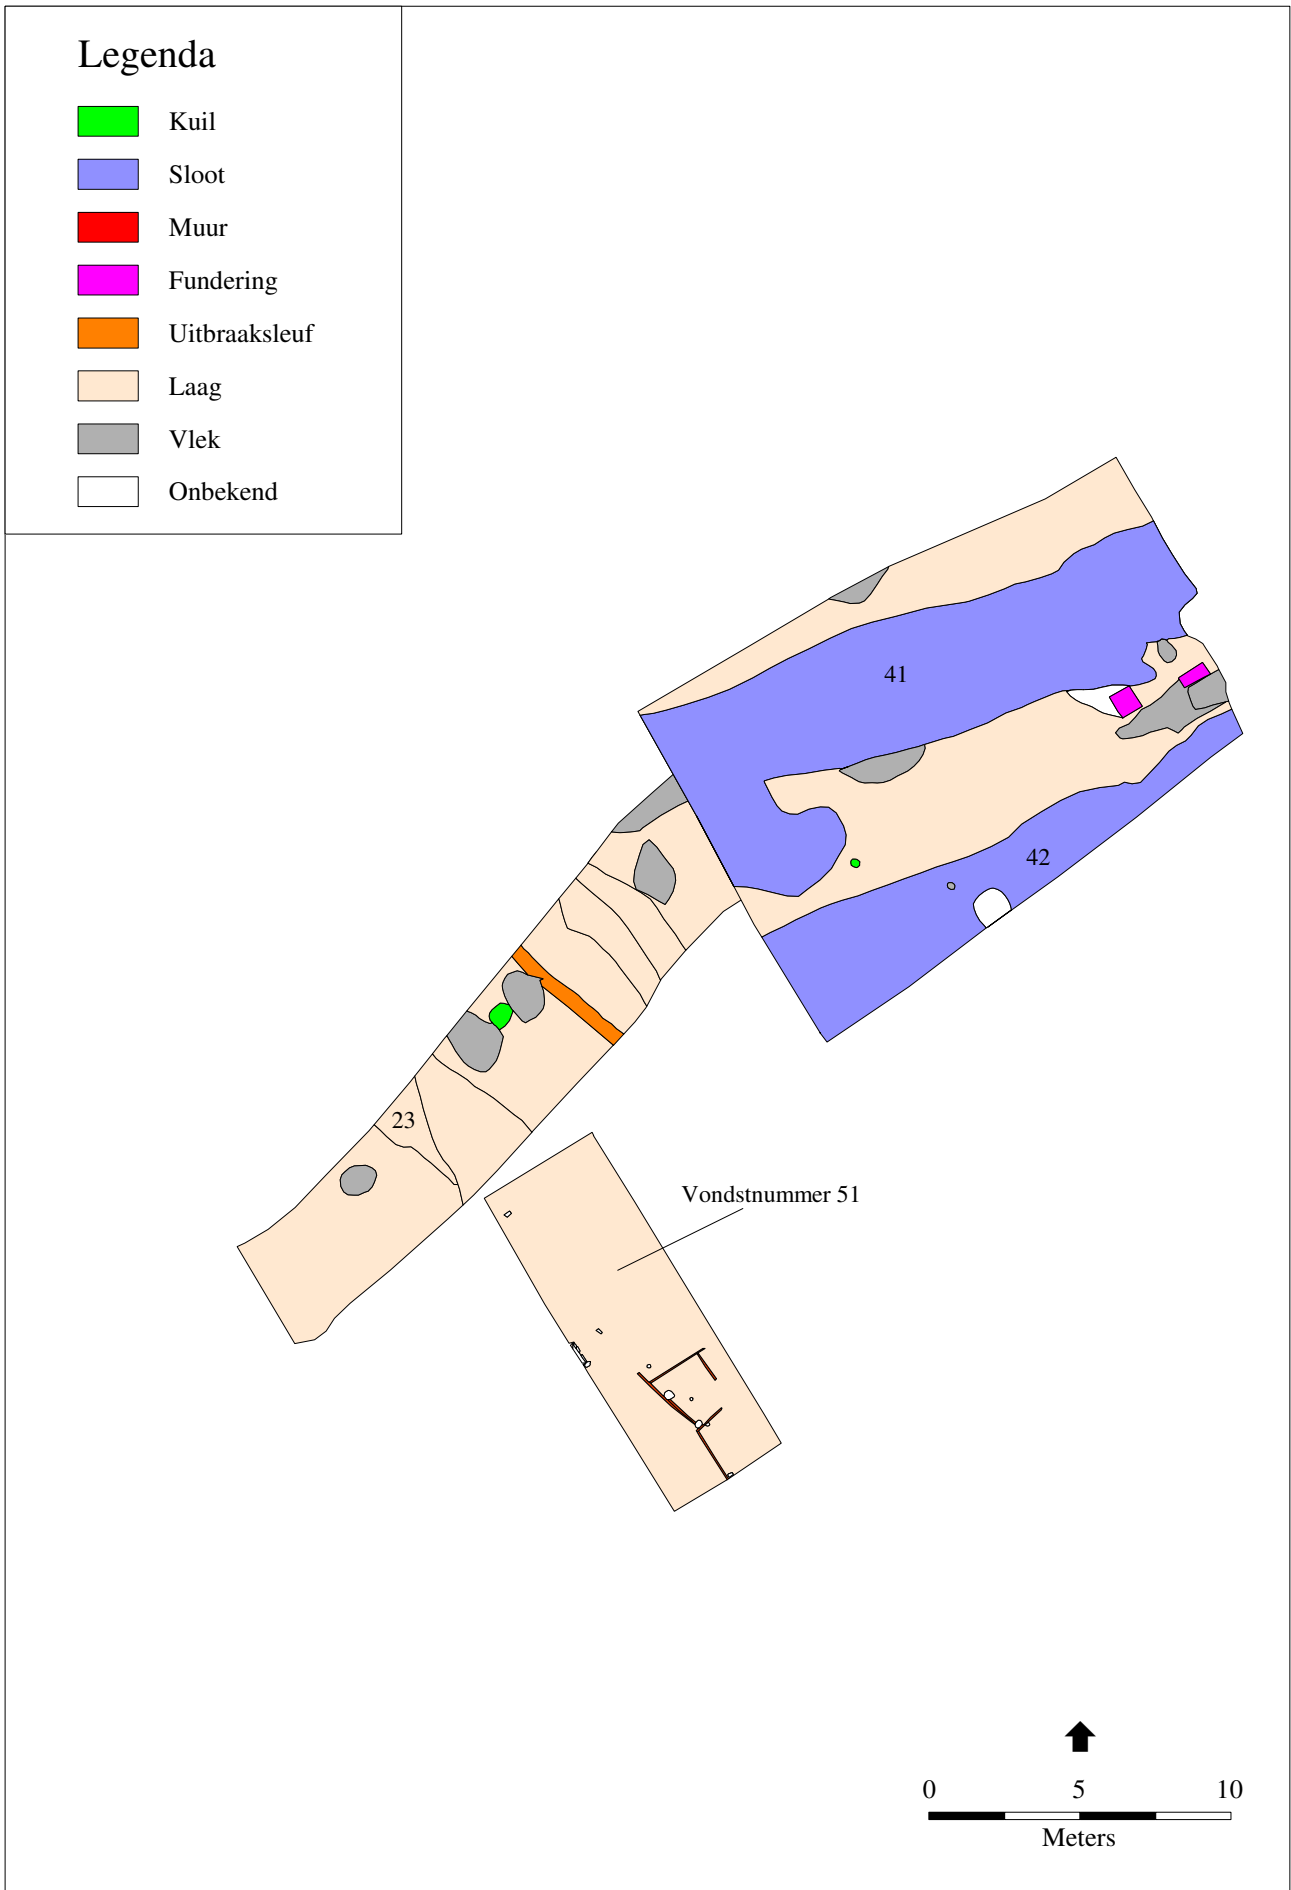 Legenda
Kuil
Sloot
Muur
Fundering
Uitbraaksleuf
Laag
Vlek
Onbekend
41
42
23
Vondstnummer 51
0 5 10
Meters